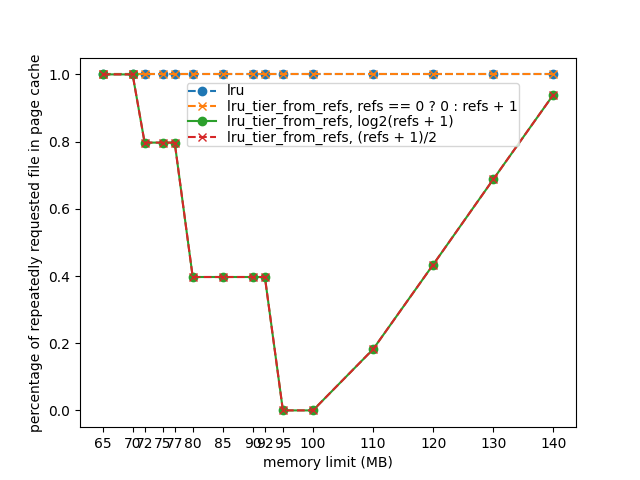 percentage of repeatedly requested file in page cache
1.0
0.8
0.6
0.4
0.2
0.0
lru
lru_tier_from_refs, refs == 0 ? 0 : refs + 1
lru_tier_from_refs, log2(refs + 1)
lru_tier_from_refs, (refs + 1)/2
65 70 72 75 77 80 85 90 92 95 100 110 120 130 140
memory limit (MB)